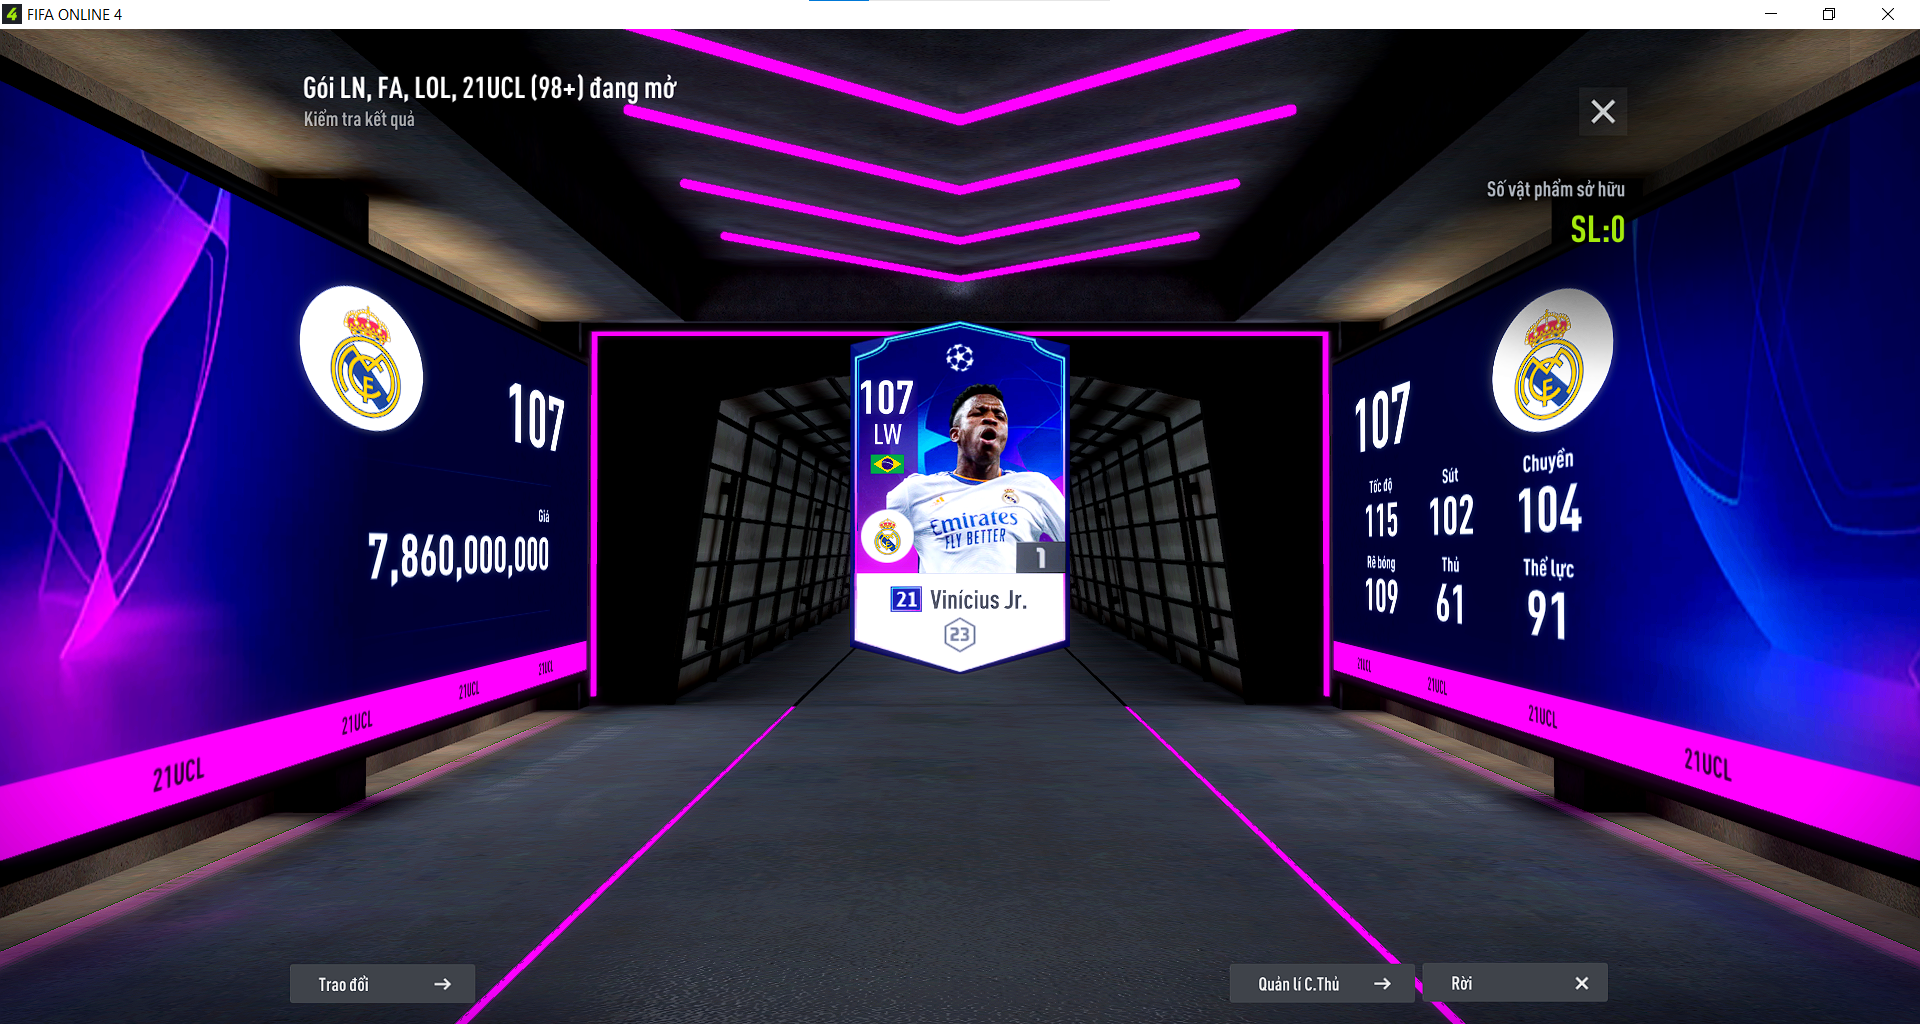 FIFA ONLINE 4
Gói LN, FA, LOL, 21UCL (98+) đang mở
Kiểm tra kết quả
Số vật phẩm sở hữu
SL:0
107
Giá
7,860,000,000
21UCL
21UCL
21UCL
21UCL
107
LW
Emirates
FLY BETTER
1
21 Vinícius Jr.
23
107
Tốc độ
115
Sút
102
Chuyền
104
Rê bóng
109
Thủ
61
Thể lực
91
21UCL
21UCL
21UCL
21UCL
Trao đổi
Quản lí C.Thủ
Rời